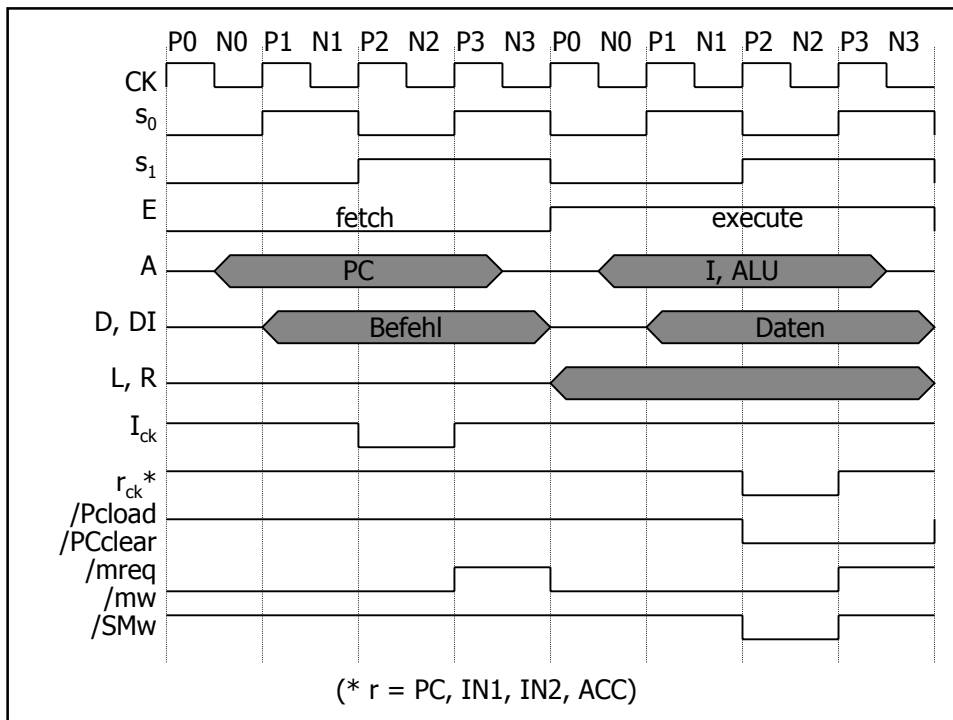 P0 N0 P1 N1 P2 N2 P3 N3 P0 N0 P1 N1 P2 N2 P3 N3
CK
s0
s1
E fetch execute
A PC I, ALU
D, DI Befehl Daten
L, R
Ick
rck*
/Pcload
/PCclear
/mreq
/mw
/SMw
(* r = PC, IN1, IN2, ACC)